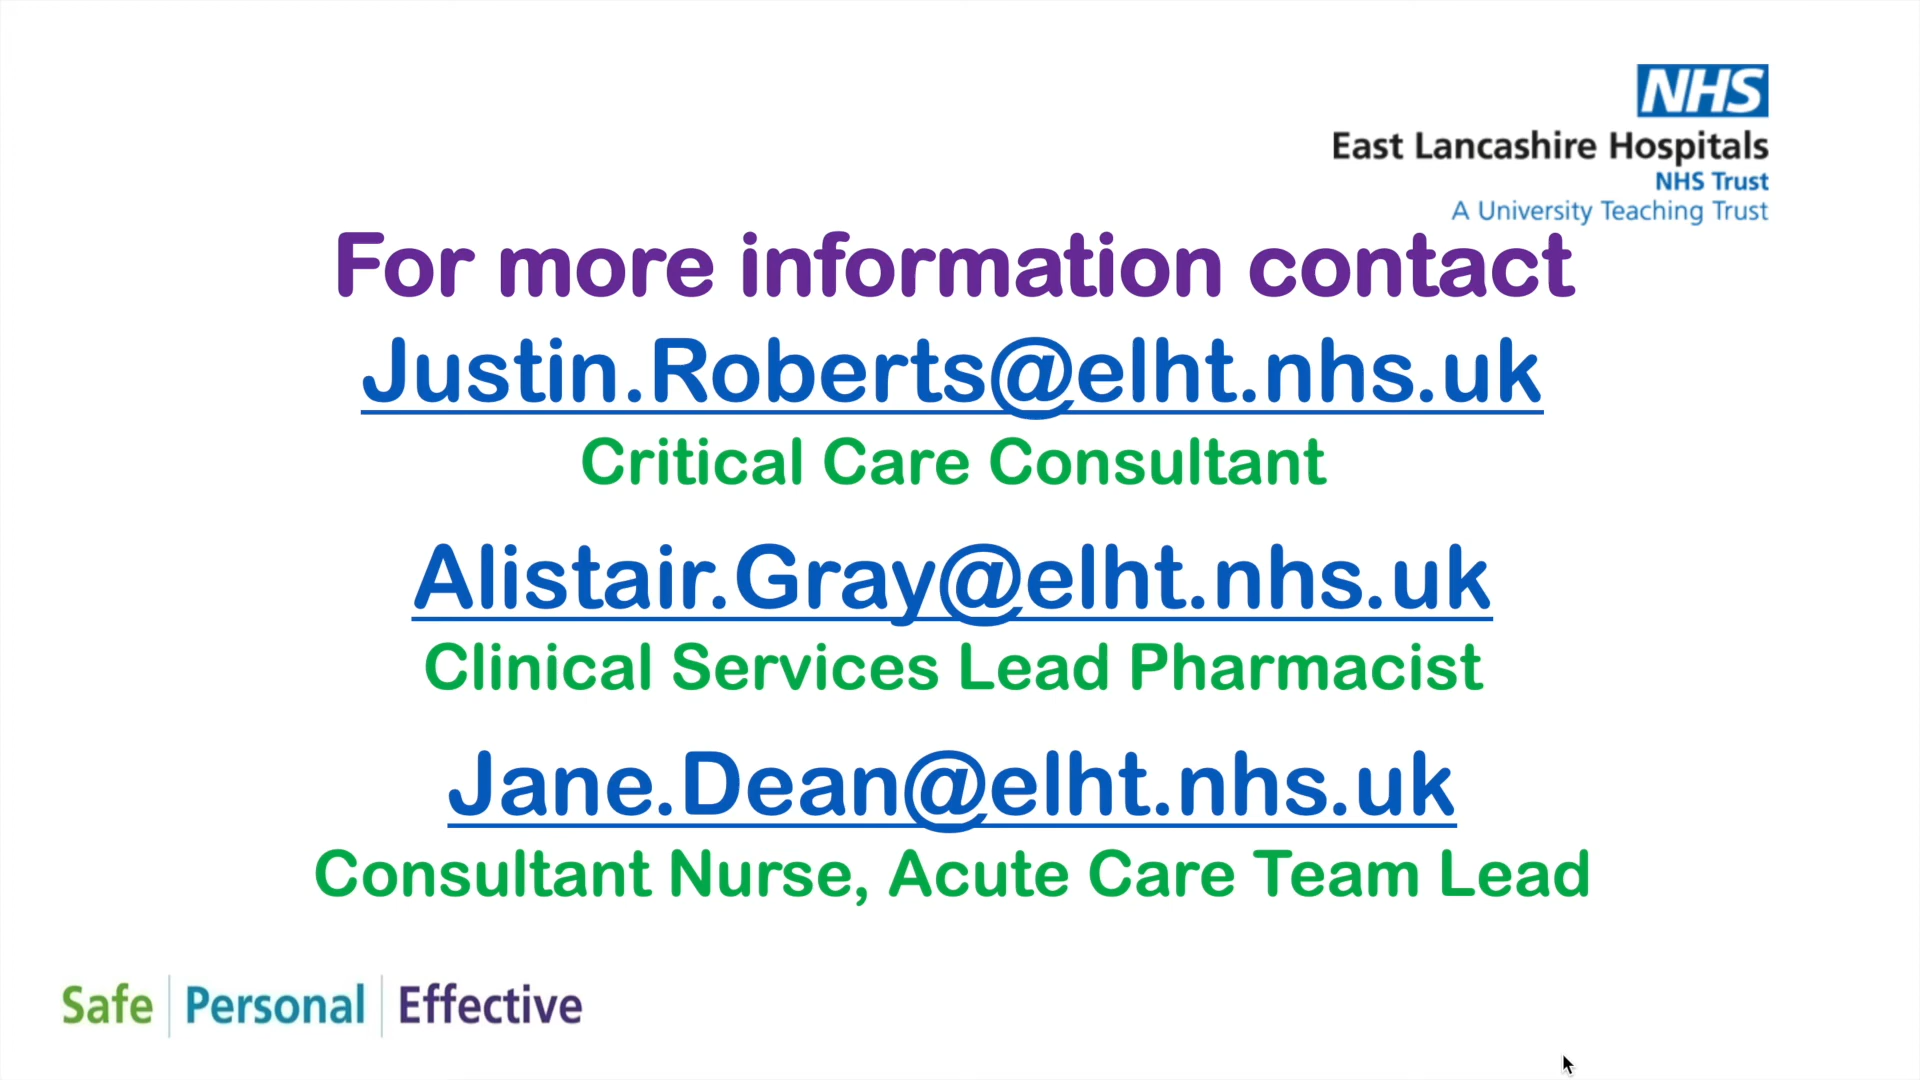 NHS
East Lancashire Hospitals
NHS Trust
A University Teaching Trust
For more information contact
Justin.Roberts@elht.nhs.uk
Critical Care Consultant
Alistair.Gray@elht.nhs.uk
Clinical Services Lead Pharmacist
Jane.Dean@elht.nhs.uk
Consultant Nurse, Acute Care Team Lead
Safe | Personal | Effective